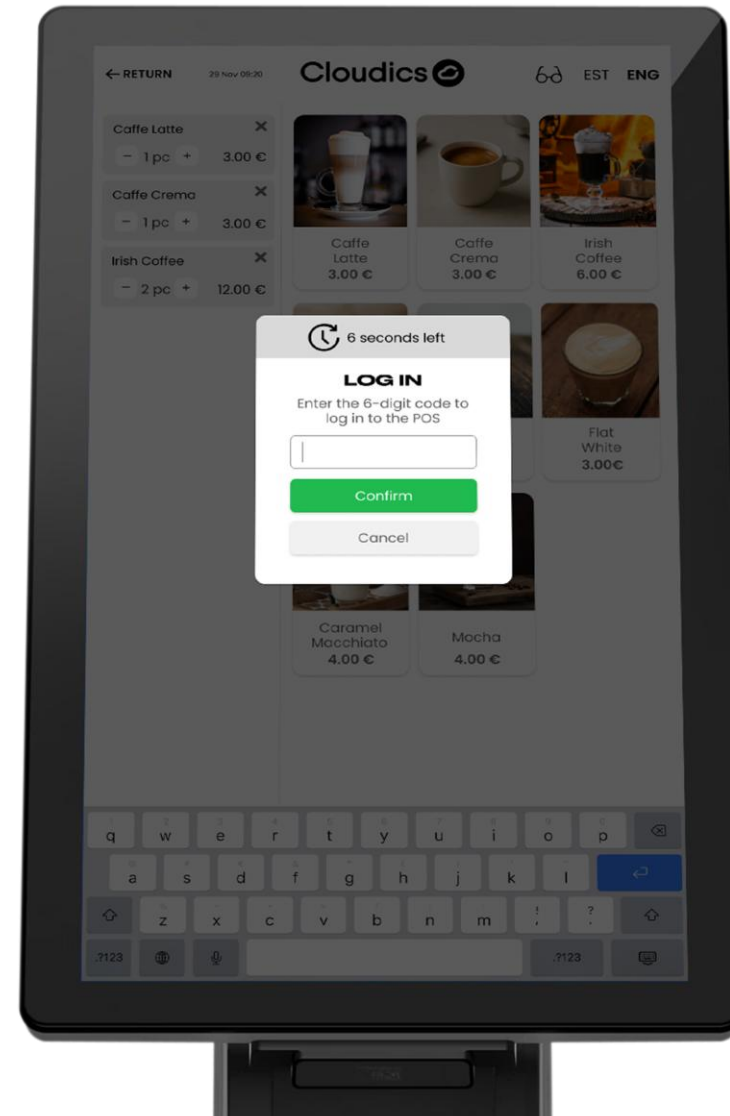 ← RETURN
29 Nov 09:20
Cloudics
EST ENG
Caffe Latte ×
− 1 pc + 3.00 €
Caffe Crema ×
− 1 pc + 3.00 €
Irish Coffee ×
− 2 pc + 12.00 €
Caffe
Latte
3.00 €
Caffe
Crema
3.00 €
Irish
Coffee
6.00 €
6 seconds left
LOG IN
Enter the 6-digit code to
log in to the POS
Confirm
Cancel
Flat
White
3.00€
Caramel
Macchiato
4.00 €
Mocha
4.00 €
q w e r t y u i o p
a s d f g h j k l
z x c v b n m ! , ? .
.?123 .?123